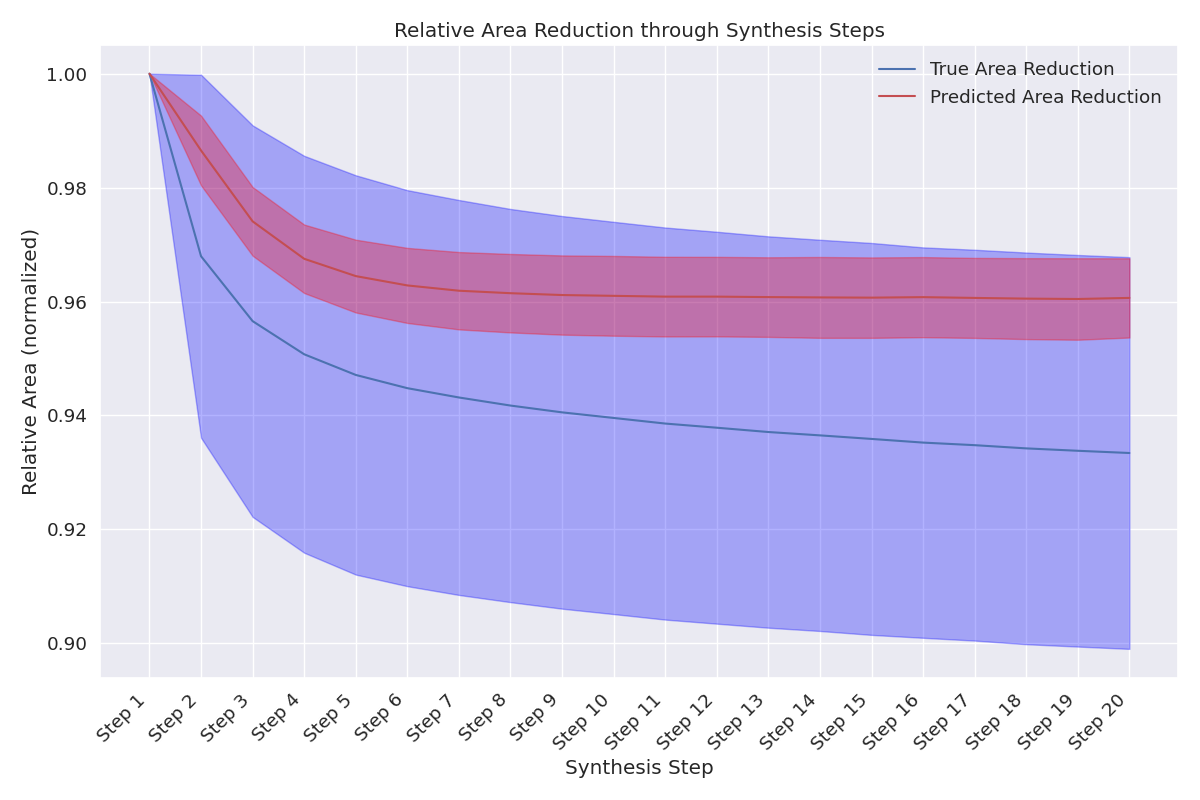 Relative Area Reduction through Synthesis Steps
True Area Reduction
Predicted Area Reduction
Relative Area (normalized)
1.00
0.98
0.96
0.94
0.92
0.90
Step 1
Step 2
Step 3
Step 4
Step 5
Step 6
Step 7
Step 8
Step 9
Step 10
Step 11
Step 12
Step 13
Step 14
Step 15
Step 16
Step 17
Step 18
Step 19
Step 20
Synthesis Step